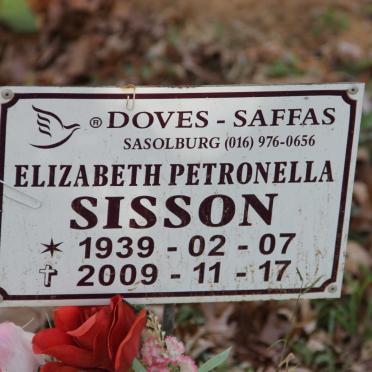 ® DOVES - SAFFAS
SASOLBURG (016) 976-0656
ELIZABETH PETRONELLA
SISSON
✶ 1939 - 02 - 07
✝ 2009 - 11 - 17